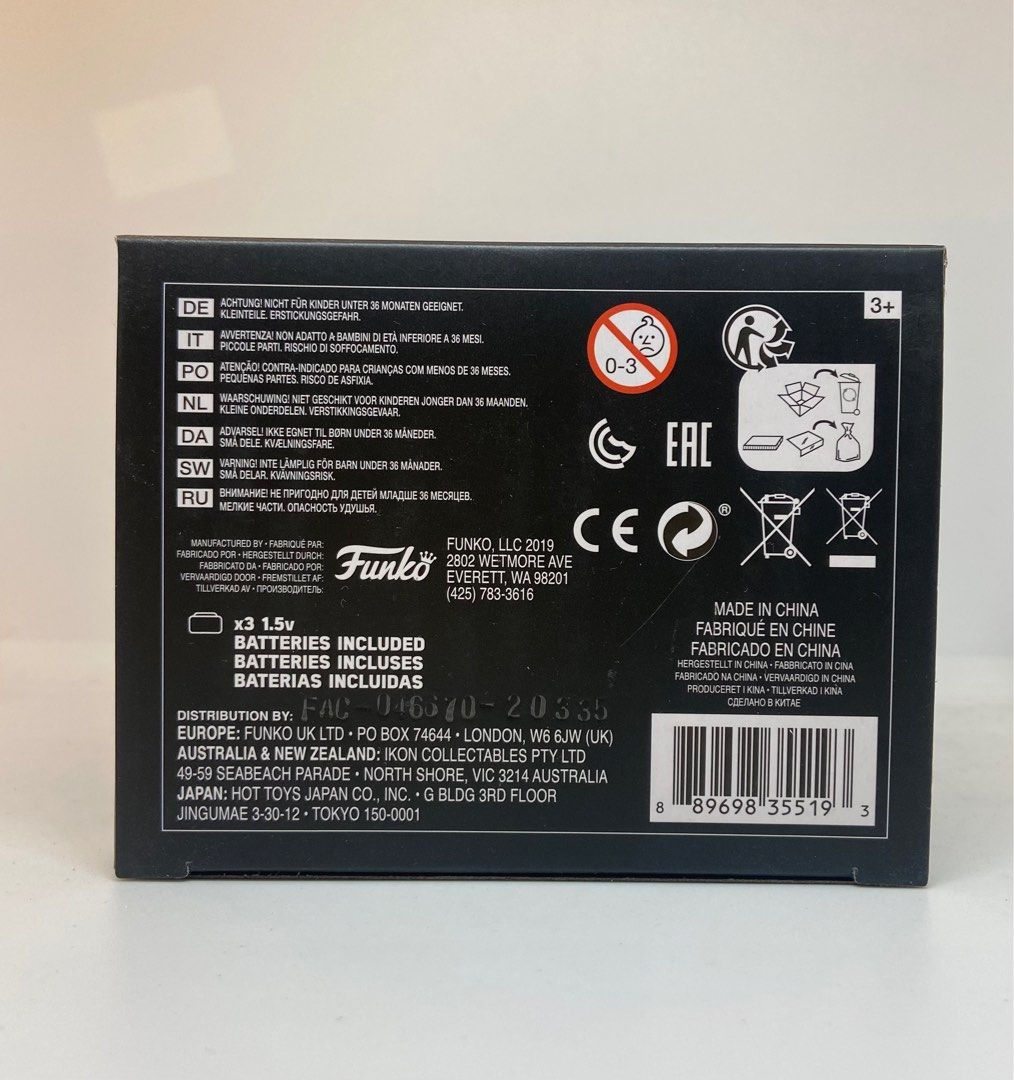 DE ACHTUNG! NICHT FÜR KINDER UNTER 36 MONATEN GEEIGNET.
KLEINTEILE. ERSTICKUNGSGEFAHR.
IT AVVERTENZA! NON ADATTO A BAMBINI DI ETÀ INFERIORE A 36 MESI.
PICCOLE PARTI. RISCHIO DI SOFFOCAMENTO.
PO ATENÇÃO! CONTRA-INDICADO PARA CRIANÇAS COM MENOS DE 36 MESES.
PEQUENAS PARTES. RISCO DE ASFIXIA.
NL WAARSCHUWING! NIET GESCHIKT VOOR KINDEREN JONGER DAN 36 MAANDEN.
KLEINE ONDERDELEN. VERSTIKKINGSGEVAAR.
DA ADVARSEL! IKKE EGNET TIL BØRN UNDER 36 MÅNEDER.
SMÅ DELE. KVÆLNINGSFARE.
SW VARNING! INTE LÄMPLIG FÖR BARN UNDER 36 MÅNADER.
SMÅ DELAR. KVÄVNINGSRISK.
RU ВНИМАНИЕ! НЕ ПРИГОДНО ДЛЯ ДЕТЕЙ МЛАДШЕ 36 МЕСЯЦЕВ.
МЕЛКИЕ ЧАСТИ. ОПАСНОСТЬ УДУШЬЯ.
0-3
3+
EAC
CE
®
MANUFACTURED BY • FABRIQUÉ PAR:
FABRICADO POR • HERGESTELLT DURCH:
FABBRICATO DA • FABRICADO POR:
VERVAARDIGD DOOR • FREMSTILLET AF:
TILLVERKAD AV • ПРОИЗВОДИТЕЛЬ:
Funko
FUNKO, LLC 2019
2802 WETMORE AVE
EVERETT, WA 98201
(425) 783-3616
x3 1.5v
BATTERIES INCLUDED
BATTERIES INCLUSES
BATERIAS INCLUIDAS
FAC-046670-20335
DISTRIBUTION BY:
EUROPE: FUNKO UK LTD • PO BOX 74644 • LONDON, W6 6JW (UK)
AUSTRALIA & NEW ZEALAND: IKON COLLECTABLES PTY LTD
49-59 SEABEACH PARADE • NORTH SHORE, VIC 3214 AUSTRALIA
JAPAN: HOT TOYS JAPAN CO., INC. • G BLDG 3RD FLOOR
JINGUMAE 3-30-12 • TOKYO 150-0001
MADE IN CHINA
FABRIQUÉ EN CHINE
FABRICADO EN CHINA
HERGESTELLT IN CHINA • FABBRICATO IN CINA
FABRICADO NA CHINA • VERVAARDIGD IN CHINA
PRODUCERET I KINA • TILLVERKAD I KINA
СДЕЛАНО В КИТАЕ
8 89698 35519 3